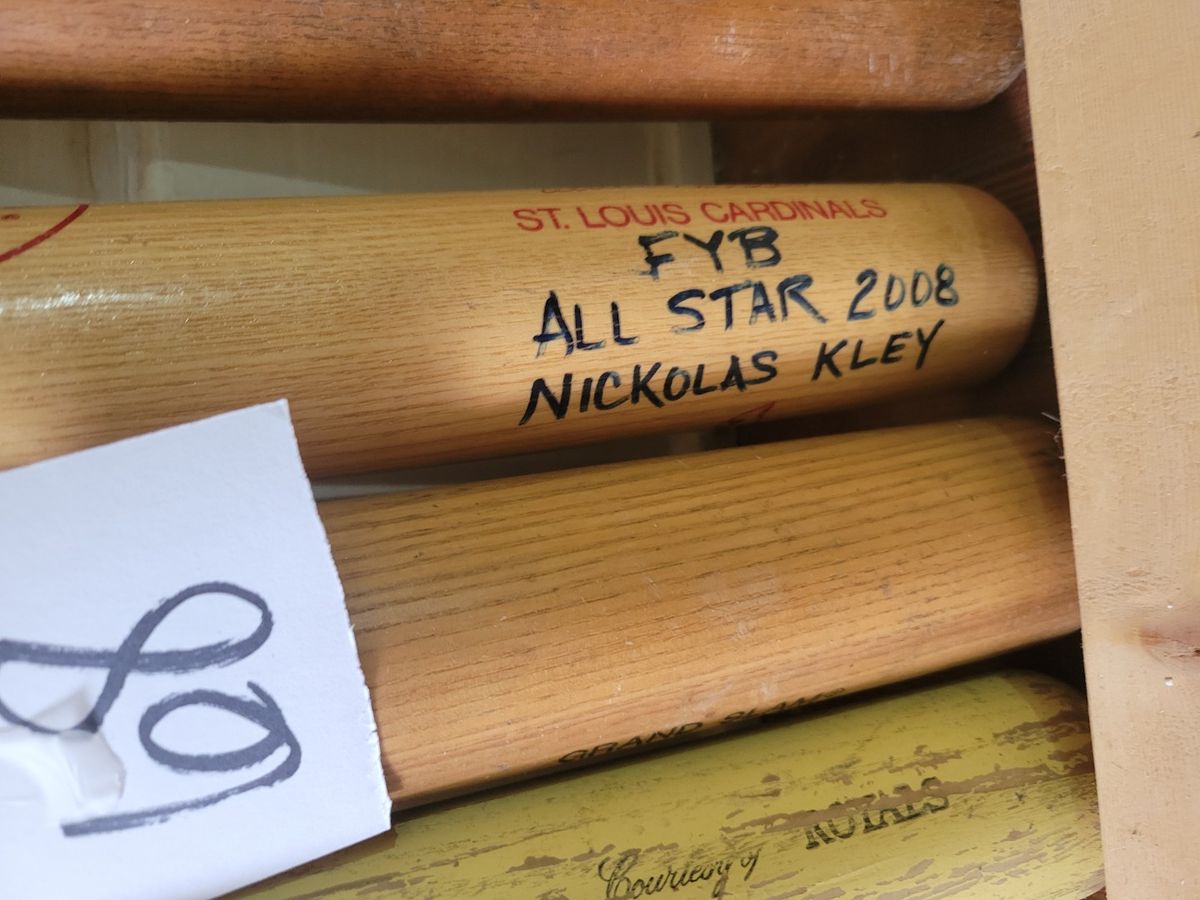 ST. LOUIS CARDINALS
FYB
ALL STAR 2008
NICKOLAS KLEY
GRAND SLAM
ROYALS
Courtesy of